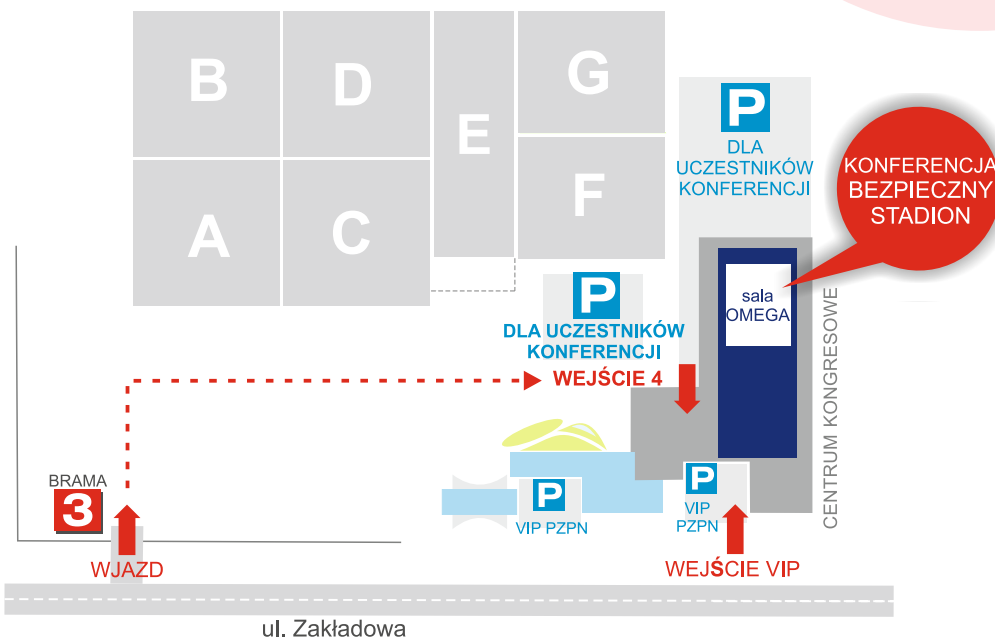 B
D
G
E
A
C
F
P
DLA
UCZESTNIKÓW
KONFERENCJI
KONFERENCJA
BEZPIECZNY
STADION
sala
OMEGA
P
DLA UCZESTNIKÓW
KONFERENCJI
WEJŚCIE 4
CENTRUM KONGRESOWE
BRAMA
3
WJAZD
P
VIP PZPN
P
VIP
PZPN
WEJŚCIE VIP
ul. Zakładowa